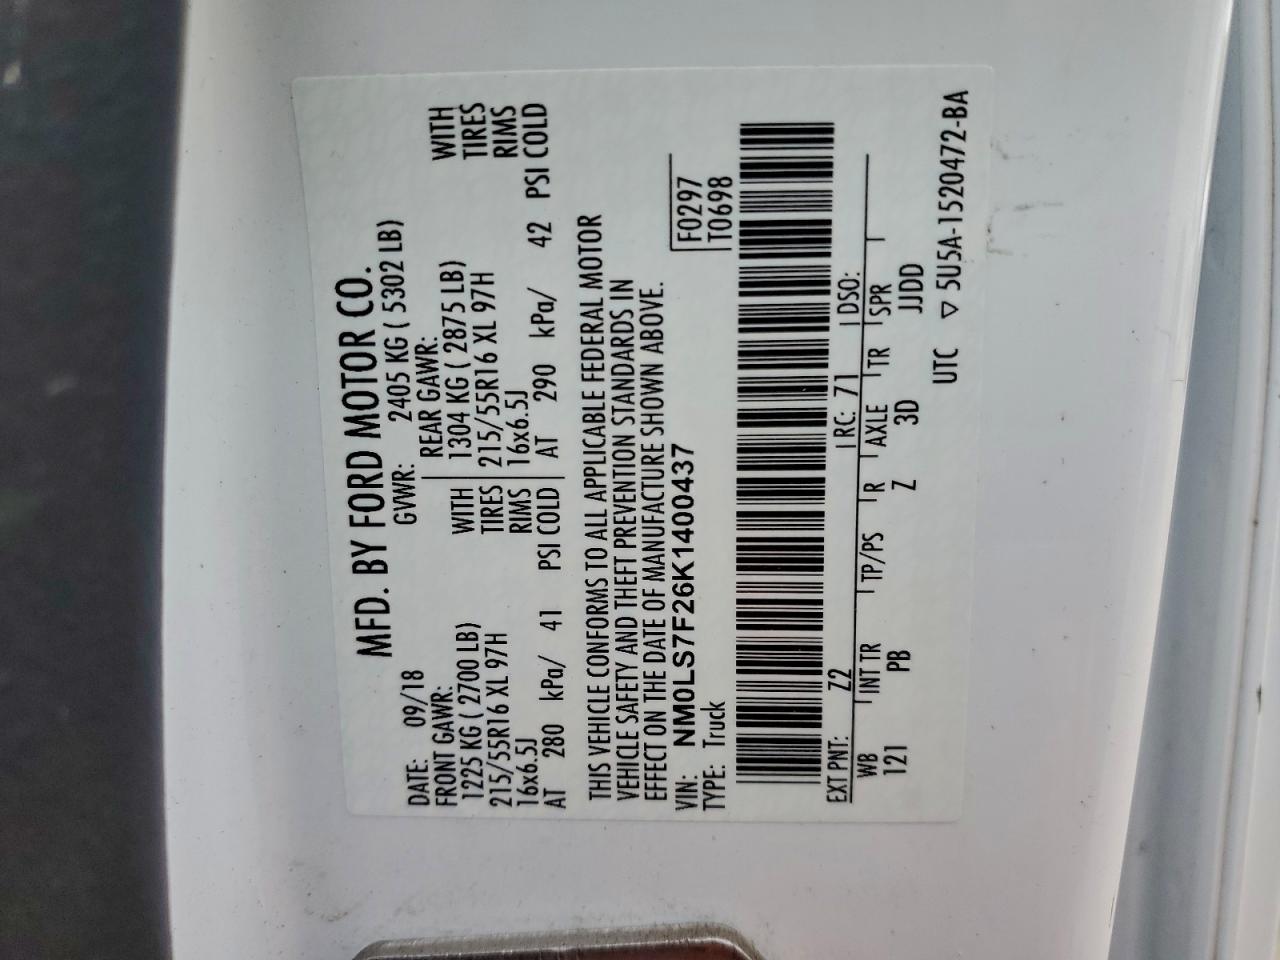 MFD. BY FORD MOTOR CO.
DATE: 09/18 GVWR: 2405 KG ( 5302 LB)
FRONT GAWR: REAR GAWR:
1225 KG ( 2700 LB) WITH 1304 KG ( 2875 LB) WITH
215/55R16 XL 97H TIRES 215/55R16 XL 97H TIRES
16x6.5J RIMS 16x6.5J RIMS
AT 280 kPa/ 41 PSI COLD AT 290 kPa/ 42 PSI COLD
THIS VEHICLE CONFORMS TO ALL APPLICABLE FEDERAL MOTOR
VEHICLE SAFETY AND THEFT PREVENTION STANDARDS IN
EFFECT ON THE DATE OF MANUFACTURE SHOWN ABOVE.
VIN: NM0LS7F26K1400437 F0297
TYPE: Truck T0698
EXT PNT: Z2 RC: 71 DSO:
WB INT TR TP/PS R AXLE TR SPR
121 PB Z 3D JJDD
UTC ▽ 5U5A-1520472-BA